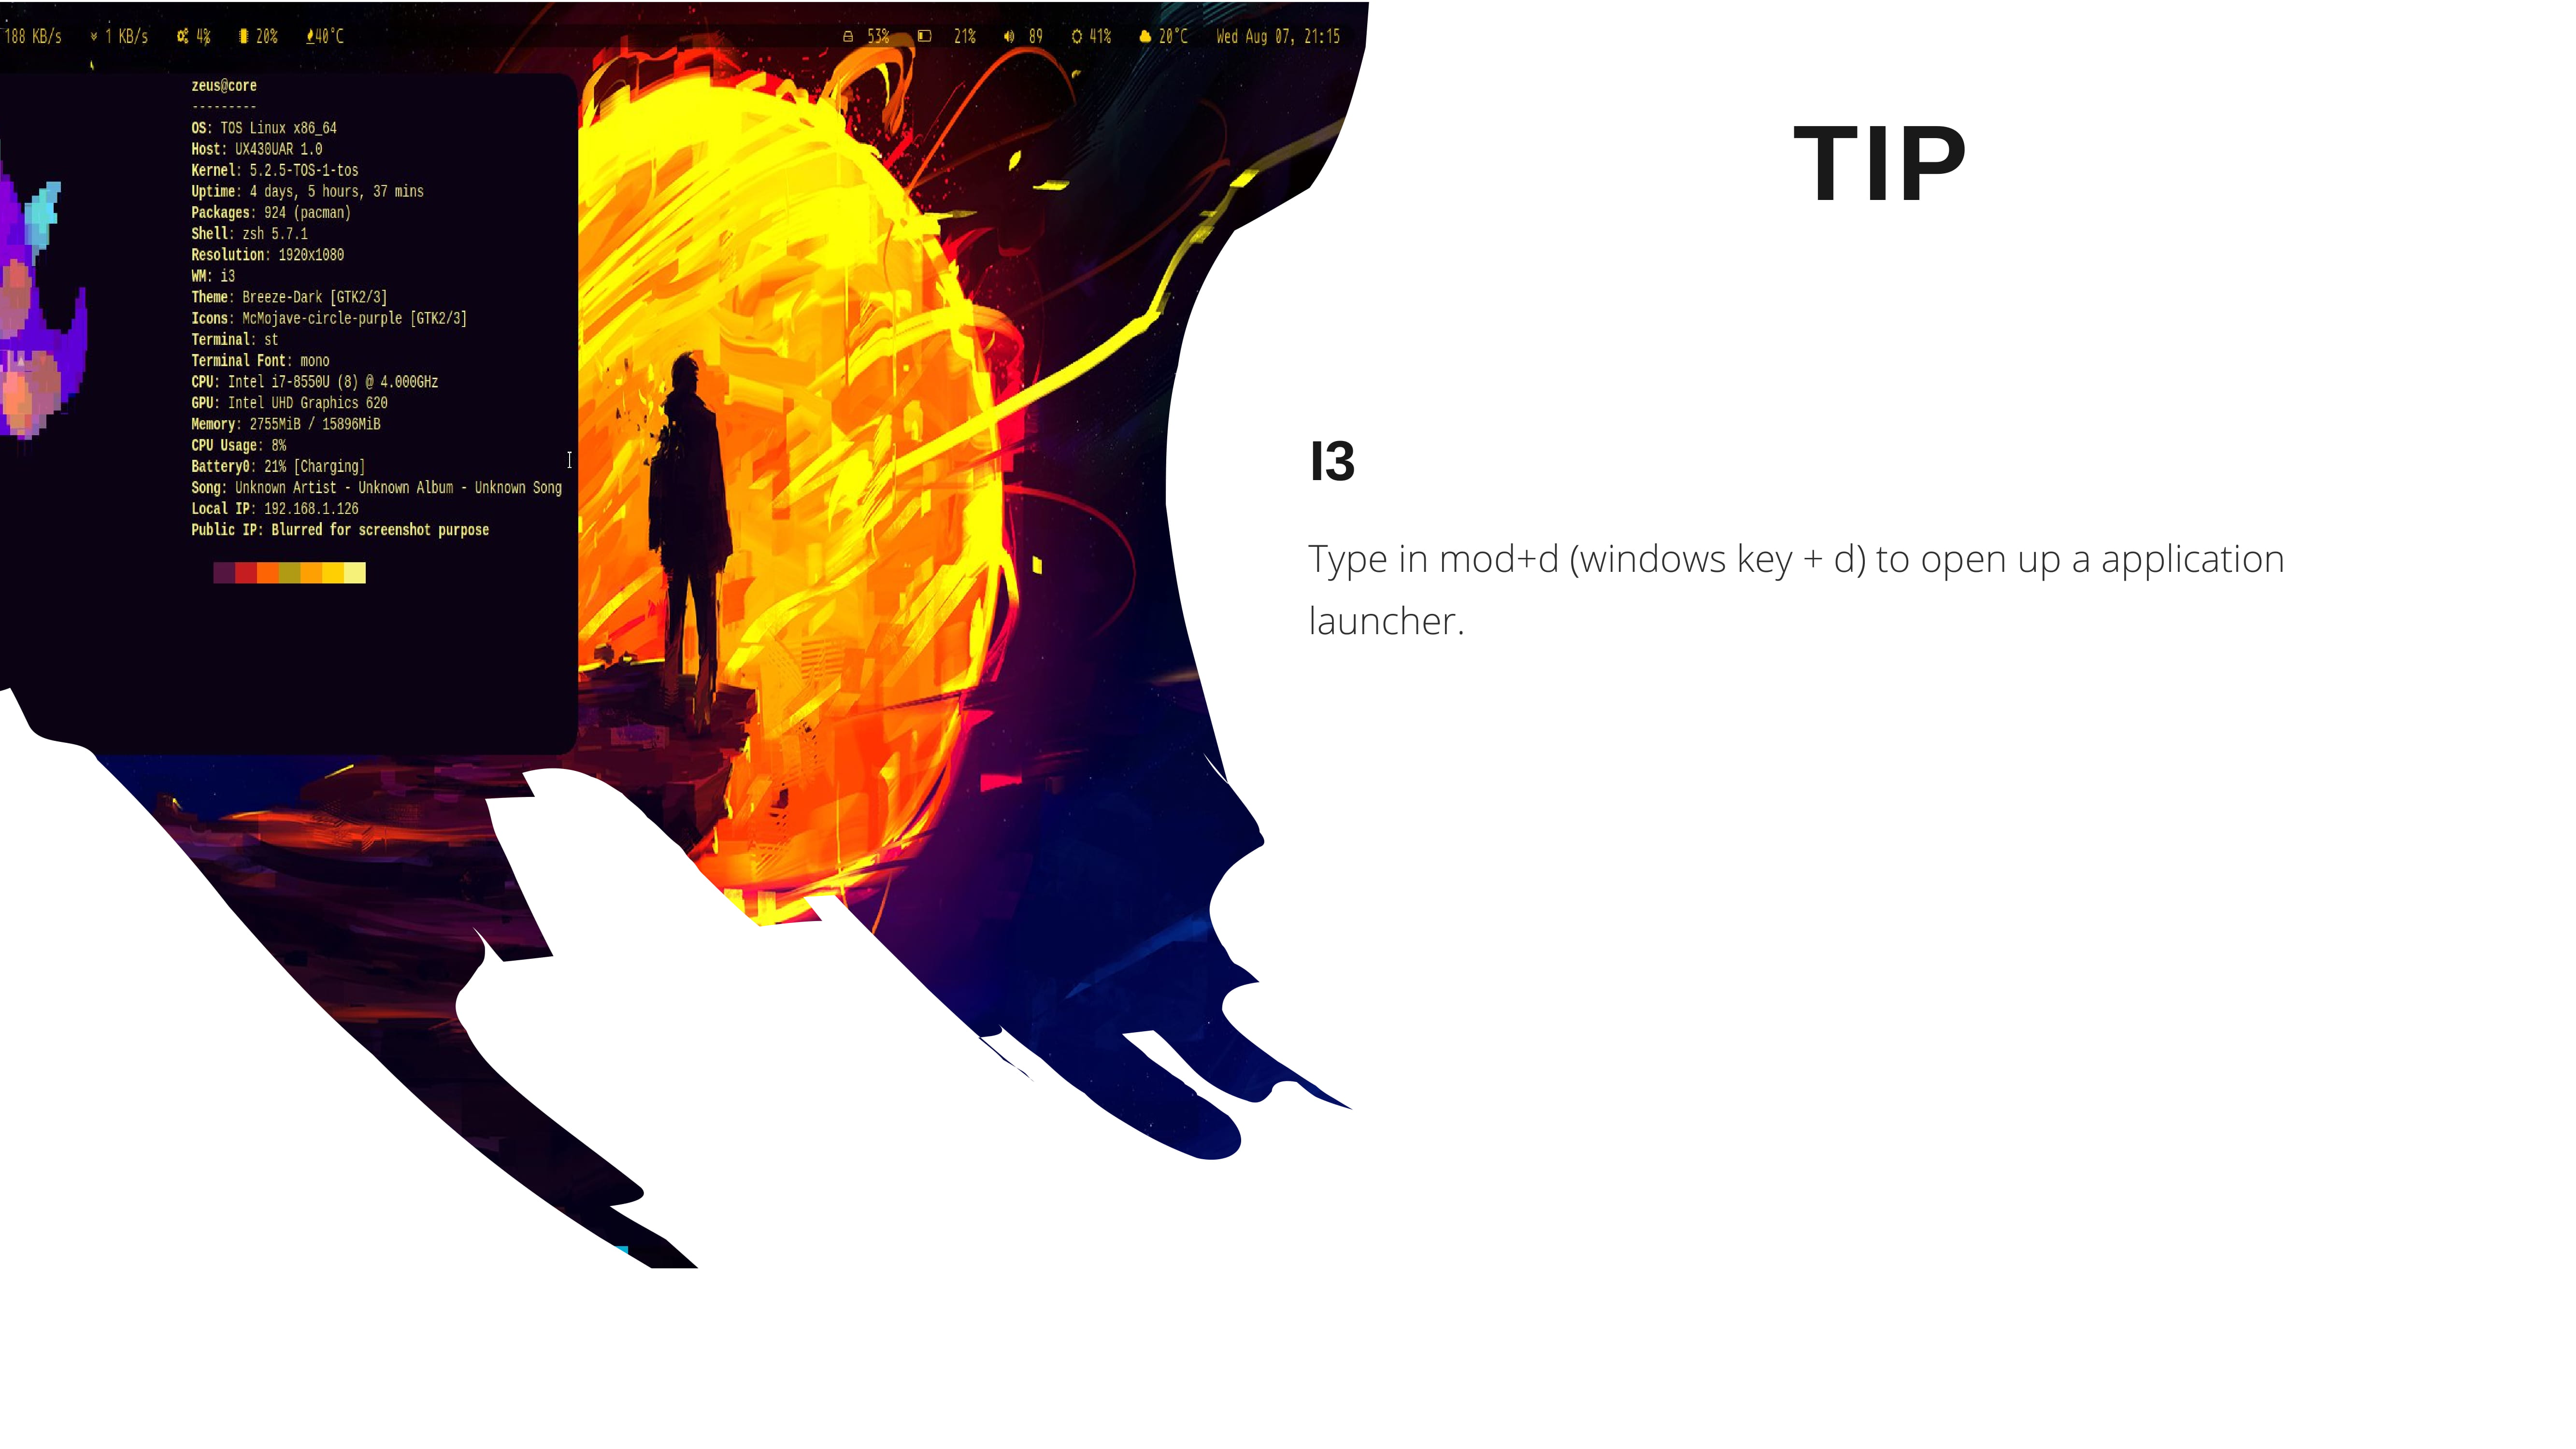 188 KB/s 1 KB/s 4% 20% 40°C 53% 21% 89 41% 20°C Wed Aug 07, 21:15
zeus@core
---------
OS: TOS Linux x86_64
Host: UX430UAR 1.0
Kernel: 5.2.5-TOS-1-tos
Uptime: 4 days, 5 hours, 37 mins
Packages: 924 (pacman)
Shell: zsh 5.7.1
Resolution: 1920x1080
WM: i3
Theme: Breeze-Dark [GTK2/3]
Icons: McMojave-circle-purple [GTK2/3]
Terminal: st
Terminal Font: mono
CPU: Intel i7-8550U (8) @ 4.000GHz
GPU: Intel UHD Graphics 620
Memory: 2755MiB / 15896MiB
CPU Usage: 8%
Battery0: 21% [Charging]
Song: Unknown Artist - Unknown Album - Unknown Song
Local IP: 192.168.1.126
Public IP: Blurred for screenshot purpose
TIP
I3
Type in mod+d (windows key + d) to open up a application
launcher.